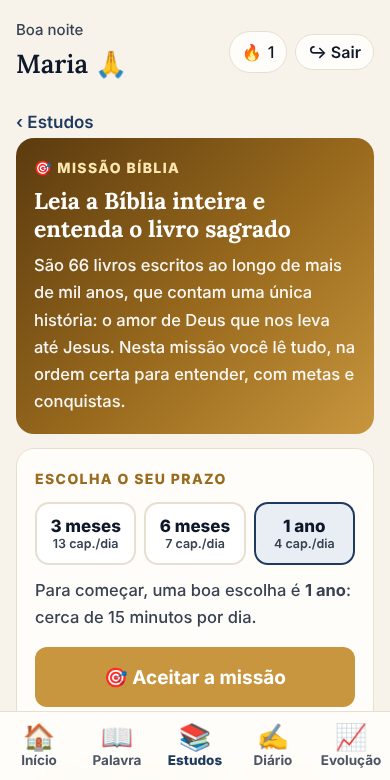 Boa noite
Maria 🙏
🔥 1
↪ Sair
‹ Estudos
🎯 MISSÃO BÍBLIA
Leia a Bíblia inteira e
entenda o livro sagrado
São 66 livros escritos ao longo de mais
de mil anos, que contam uma única
história: o amor de Deus que nos leva
até Jesus. Nesta missão você lê tudo, na
ordem certa para entender, com metas e
conquistas.
ESCOLHA O SEU PRAZO
3 meses
13 cap./dia
6 meses
7 cap./dia
1 ano
4 cap./dia
Para começar, uma boa escolha é 1 ano:
cerca de 15 minutos por dia.
🎯 Aceitar a missão
Início
Palavra
Estudos
Diário
Evolução